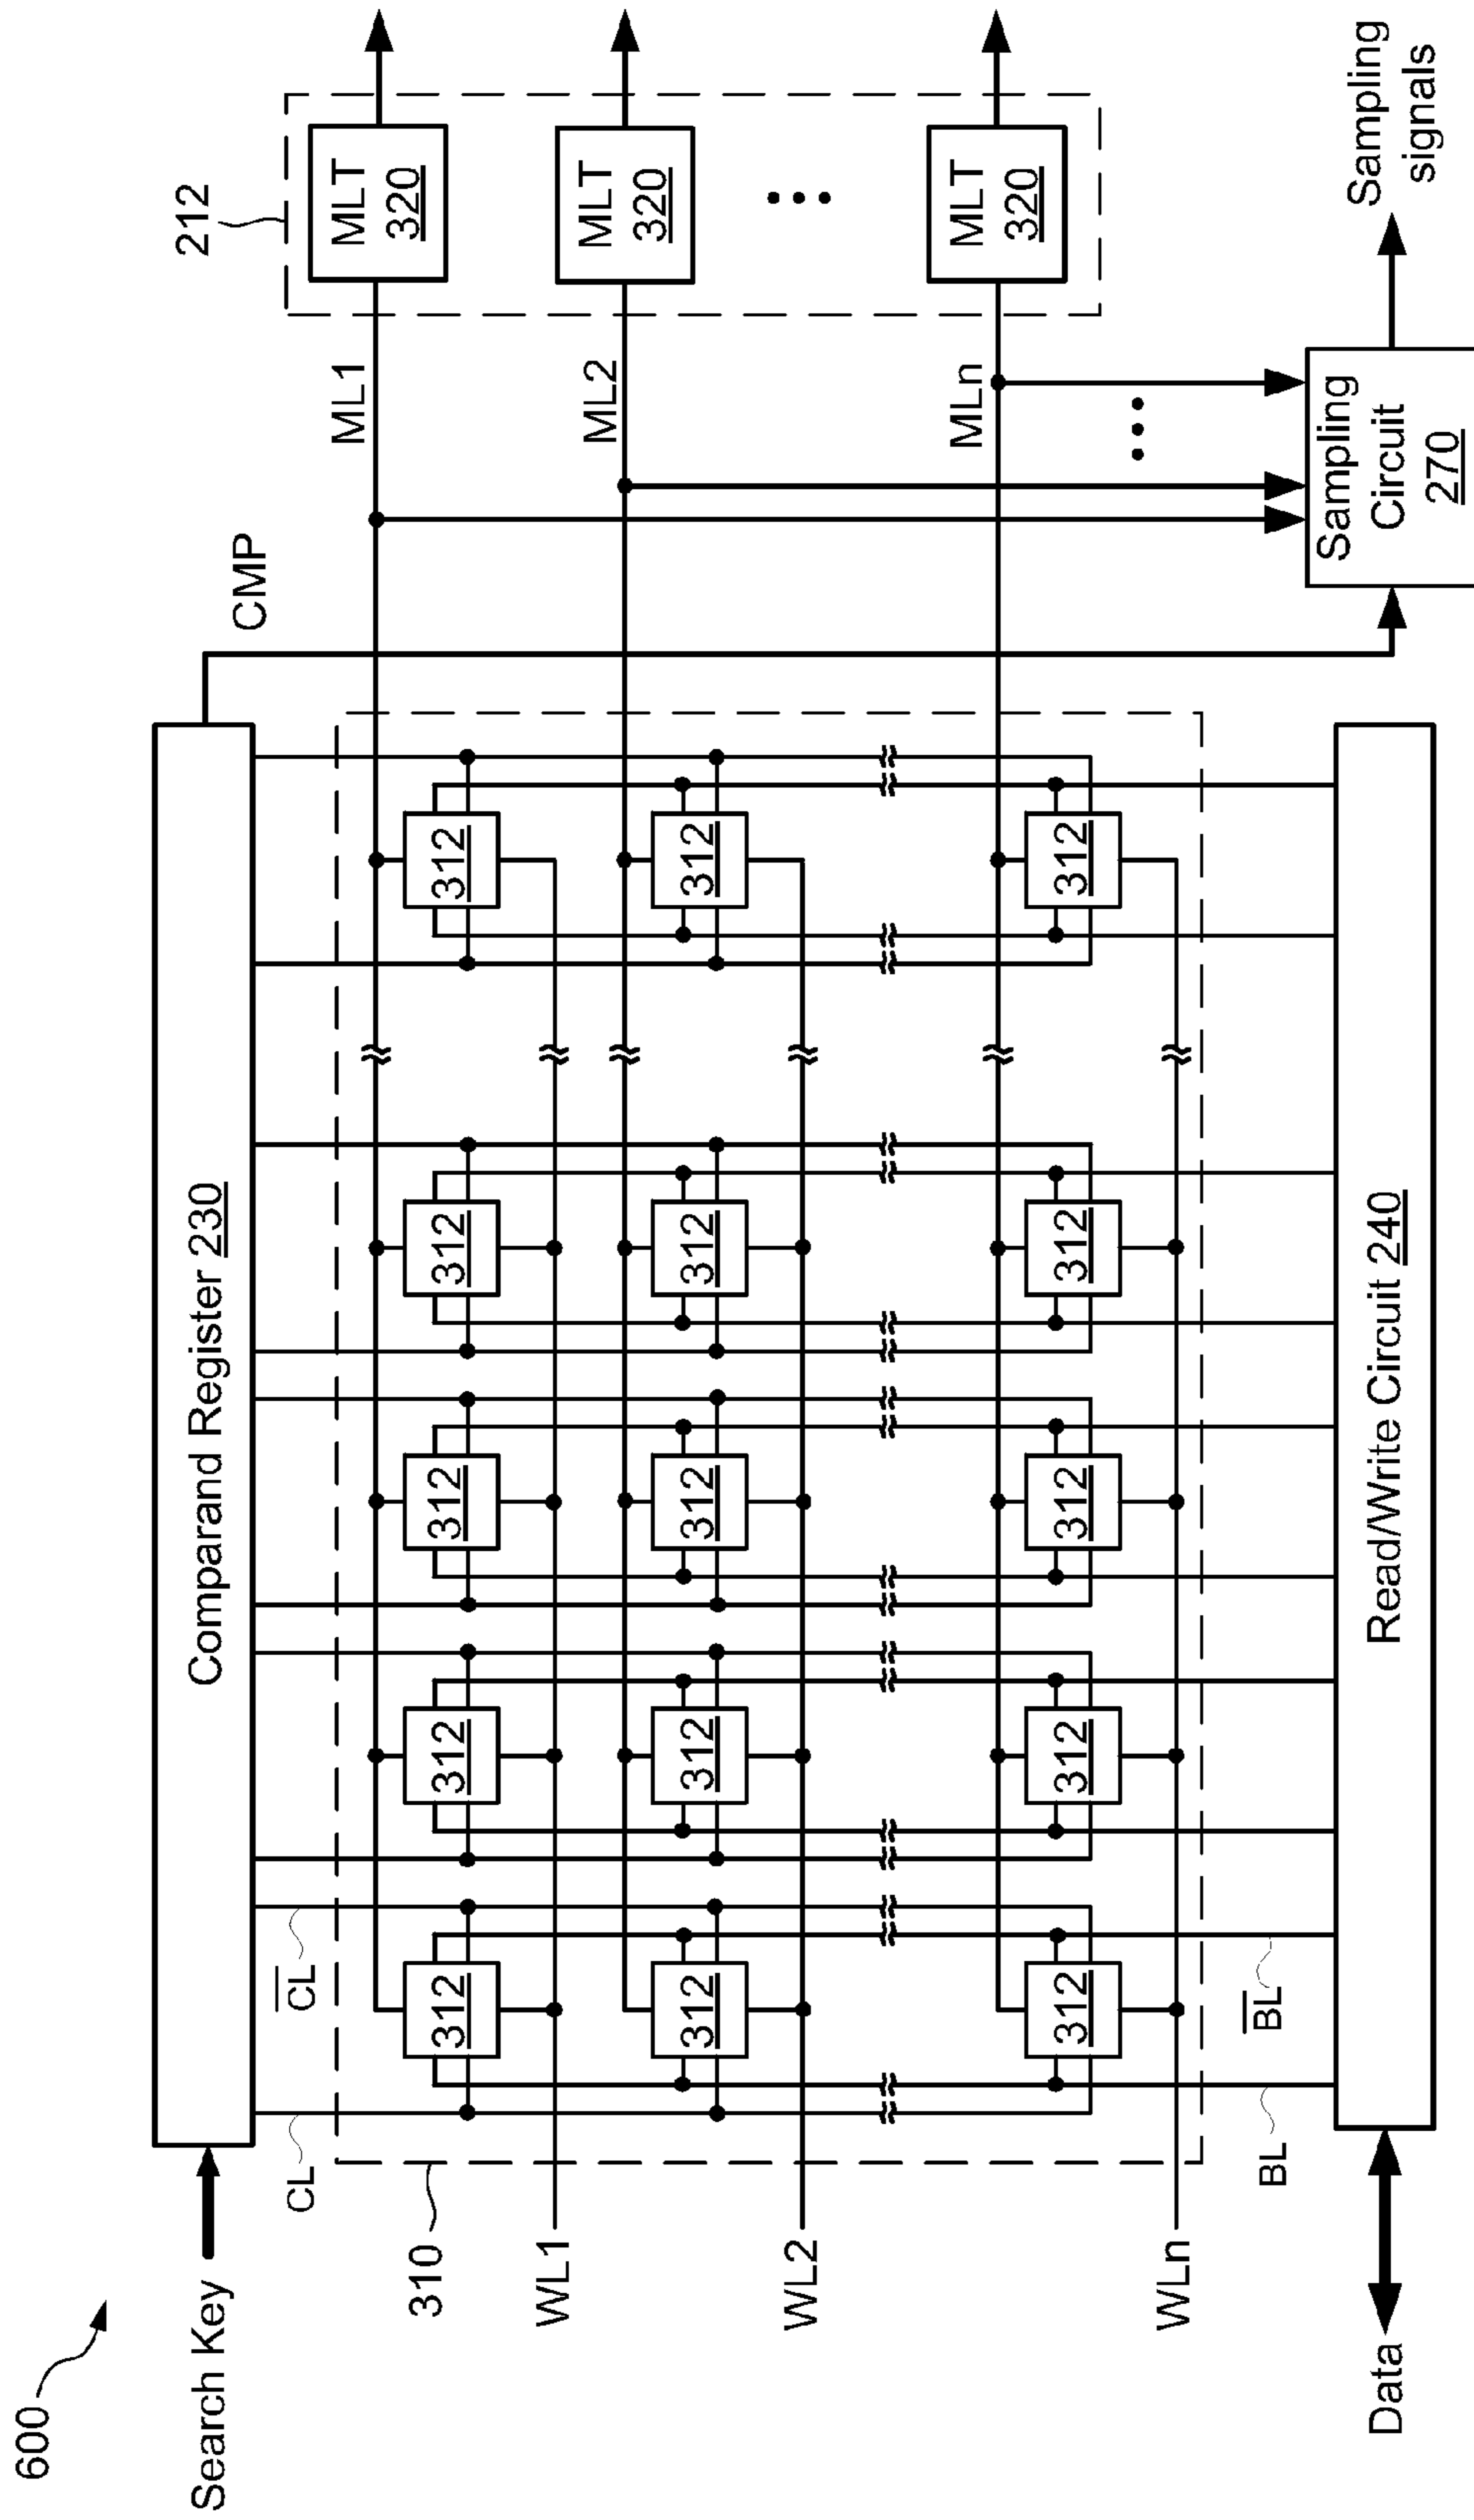 600
Search Key
Comparand Register 230
CMP
212
CL
CL
310
ML1
MLT
320
312
312
312
312
312
WL1
ML2
MLT
320
312
312
312
312
312
WL2
MLn
MLT
320
312
312
312
312
312
WLn
BL
BL
Data
Read/Write Circuit 240
Sampling
Circuit
270
Sampling
signals